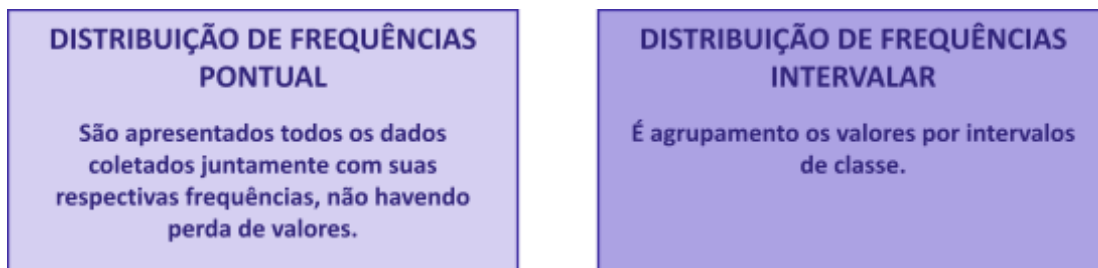 DISTRIBUIÇÃO DE FREQUÊNCIAS
PONTUAL
São apresentados todos os dados
coletados juntamente com suas
respectivas frequências, não havendo
perda de valores.
DISTRIBUIÇÃO DE FREQUÊNCIAS
INTERVALAR
É agrupamento os valores por intervalos
de classe.